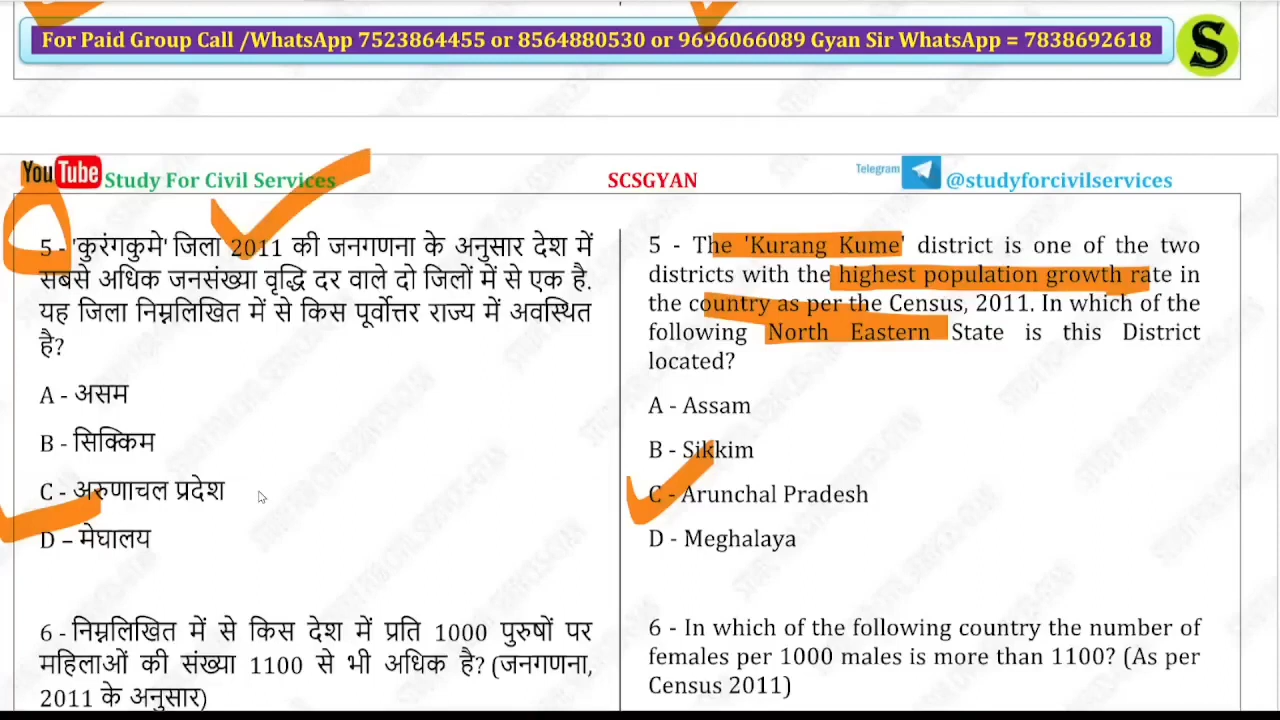 For Paid Group Call /WhatsApp 7523864455 or 8564880530 or 9696066089 Gyan Sir WhatsApp = 7838692618
S
YouTube Study For Civil Services
SCSGYAN
Telegram @studyforcivilservices
5 - 'कुरंगकुमे' जिला 2011 की जनगणना के अनुसार देश में
सबसे अधिक जनसंख्या वृद्धि दर वाले दो जिलों में से एक है.
यह जिला निम्नलिखित में से किस पूर्वोत्तर राज्य में अवस्थित
है?
A - असम
B - सिक्किम
C - अरुणाचल प्रदेश
D – मेघालय
6 - निम्नलिखित में से किस देश में प्रति 1000 पुरुषों पर
महिलाओं की संख्या 1100 से भी अधिक है? (जनगणना,
2011 के अनुसार)
5 - The 'Kurang Kume' district is one of the two
districts with the highest population growth rate in
the country as per the Census, 2011. In which of the
following North Eastern State is this District
located?
A - Assam
B - Sikkim
C - Arunchal Pradesh
D - Meghalaya
6 - In which of the following country the number of
females per 1000 males is more than 1100? (As per
Census 2011)